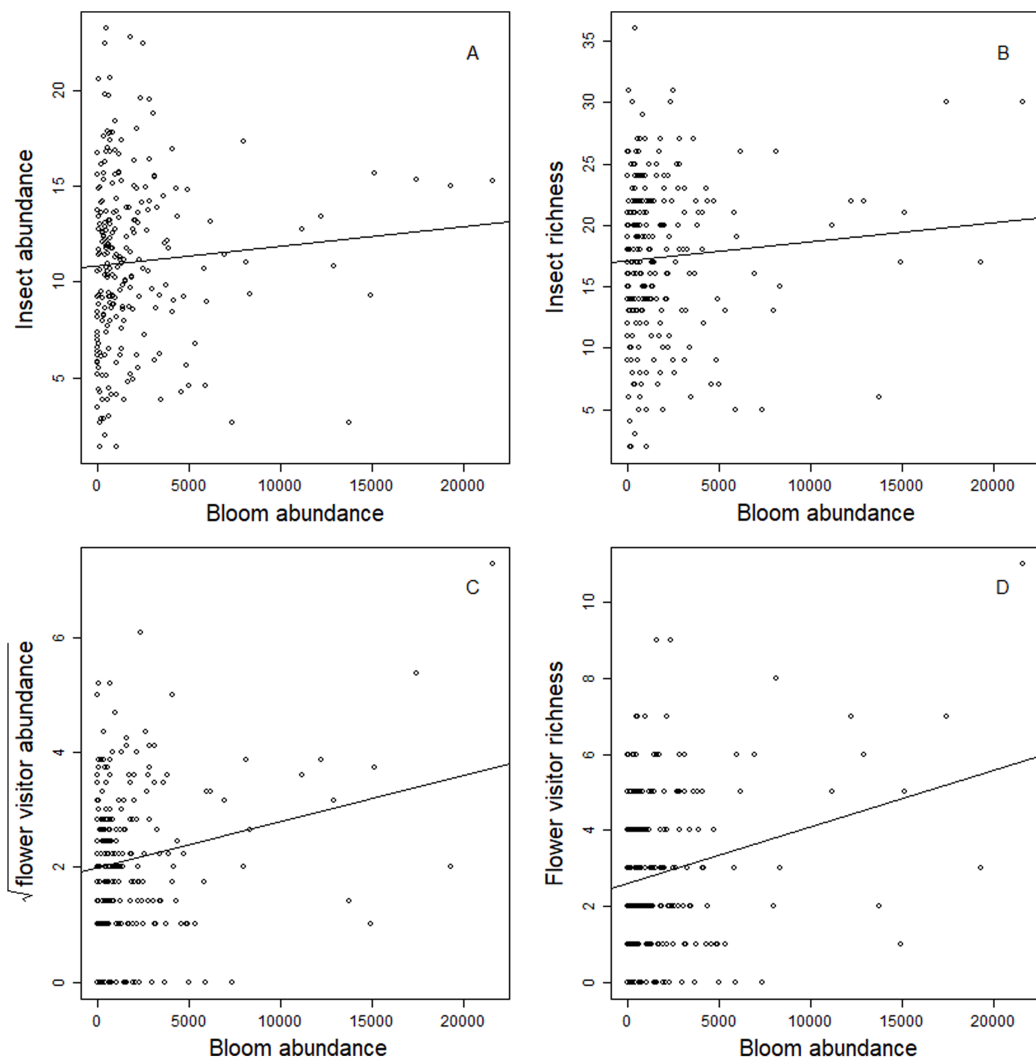 A
Insect abundance
5
10
15
20
0 5000 10000 15000 20000
Bloom abundance
B
Insect richness
5
10
15
20
25
30
35
0 5000 10000 15000 20000
Bloom abundance
C
√flower visitor abundance
0
2
4
6
0 5000 10000 15000 20000
Bloom abundance
D
Flower visitor richness
0
2
4
6
8
10
0 5000 10000 15000 20000
Bloom abundance